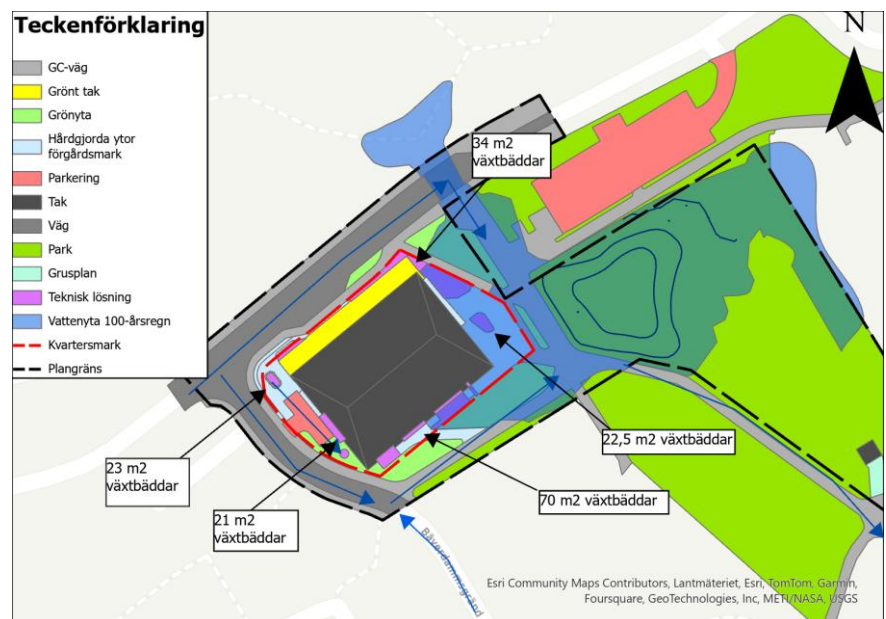 Teckenförklaring
GC-väg
Grönt tak
Grönyta
Hårdgjorda ytor
förgårdsmark
Parkering
Tak
Väg
Park
Grusplan
Teknisk lösning
Vattenyta 100-årsregn
Kvartersmark
Plangräns
N
34 m2
växtbäddar
22,5 m2 växtbäddar
23 m2
växtbäddar
70 m2 växtbäddar
21 m2
växtbäddar
Bäverdammsgränd
Esri Community Maps Contributors, Lantmäteriet, Esri, TomTom, Garmin,
Foursquare, GeoTechnologies, Inc, METI/NASA, USGS